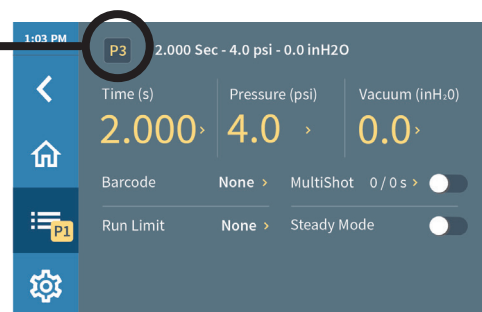 1:03 PM
P3 2.000 Sec - 4.0 psi - 0.0 inH2O
Time (s) Pressure (psi) Vacuum (inH₂0)
2.000 › 4.0 › 0.0 ›
Barcode None › MultiShot 0 / 0 s ›
Run Limit None › Steady Mode
P1